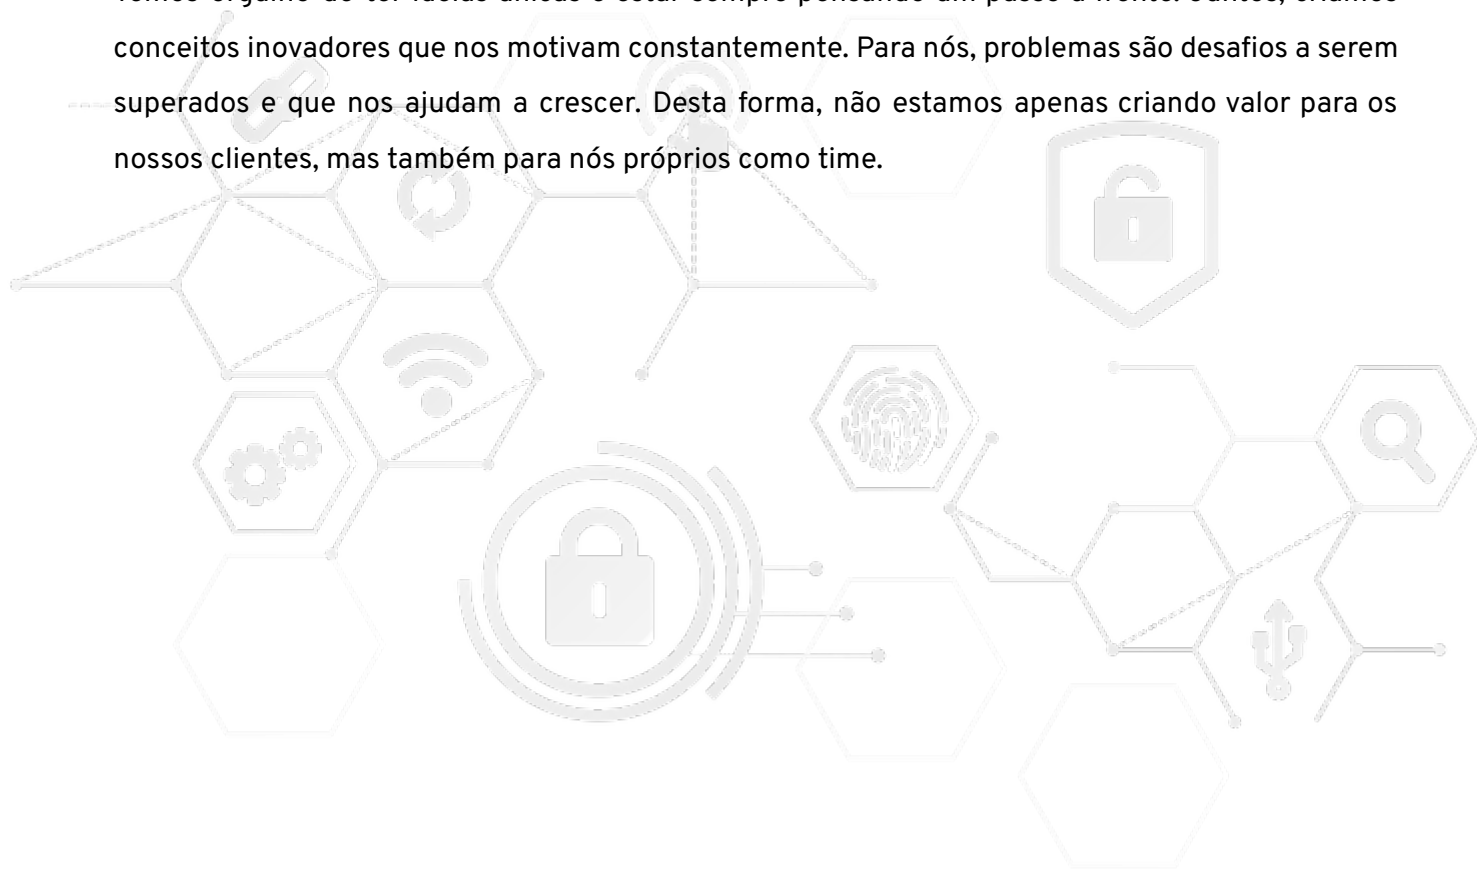 conceitos inovadores que nos motivam constantemente. Para nós, problemas são desafios a serem
superados e que nos ajudam a crescer. Desta forma, não estamos apenas criando valor para os
nossos clientes, mas também para nós próprios como time.